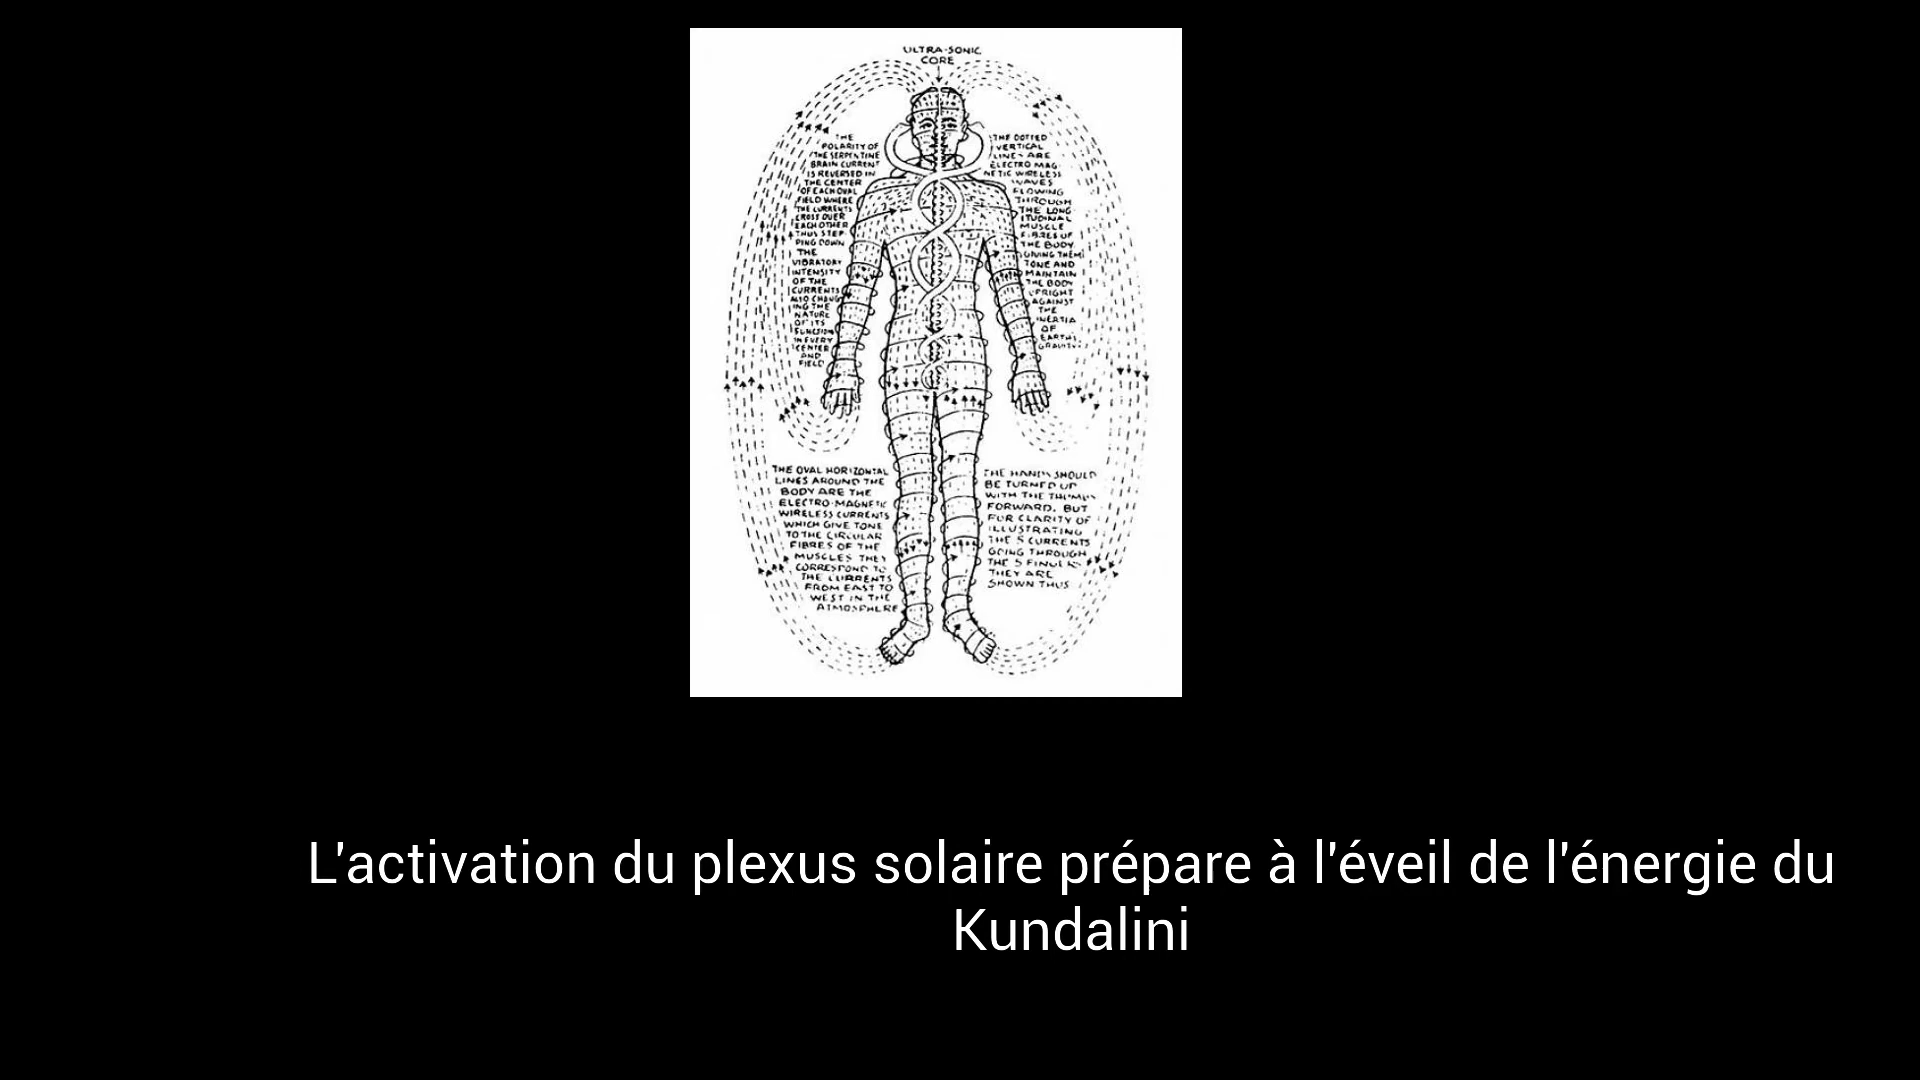 ULTRA-SONIC
CORE
THE
POLARITY OF
THE SERPENTINE
BRAIN CURRENT
IS REVERSED IN
THE CENTER
OF EACH OVAL
FIELD WHERE
THE CURRENTS
CROSS OVER
EACH OTHER
THUS STEP
PING DOWN
THE
VIBRATORY
INTENSITY
OF THE
CURRENTS
ALSO CHANG
ING THE
NATURE
OF ITS
FUNCTION
IN EVERY
CENTER
AND
FIELD
THE DOTTED
VERTICAL
LINES ARE
ELECTRO MAG
NETIC WIRELESS
WAVES
FLOWING
THROUGH
THE LONG
ITUDINAL
MUSCLE
FIBRES OF
THE BODY
GIVING THEM
TONE AND
MAINTAIN
THE BODY
UPRIGHT
AGAINST
THE
INERTIA
OF
EARTH'S
GRAVITY
THE OVAL HORIZONTAL
LINES AROUND THE
BODY ARE THE
ELECTRO-MAGNETIC
WIRELESS CURRENTS
WHICH GIVE TONE
TO THE CIRCULAR
FIBRES OF THE
MUSCLES THEY
CORRESPOND TO
THE CURRENTS
FROM EAST TO
WEST IN THE
ATMOSPHERE
THE HANDS SHOULD
BE TURNED UP
WITH THE THUMBS
FORWARD, BUT
FOR CLARITY OF
ILLUSTRATING
THE 5 CURRENTS
GOING THROUGH
THE 5 FINGERS
THEY ARE
SHOWN THUS
L'activation du plexus solaire prépare à l'éveil de l'énergie du
Kundalini